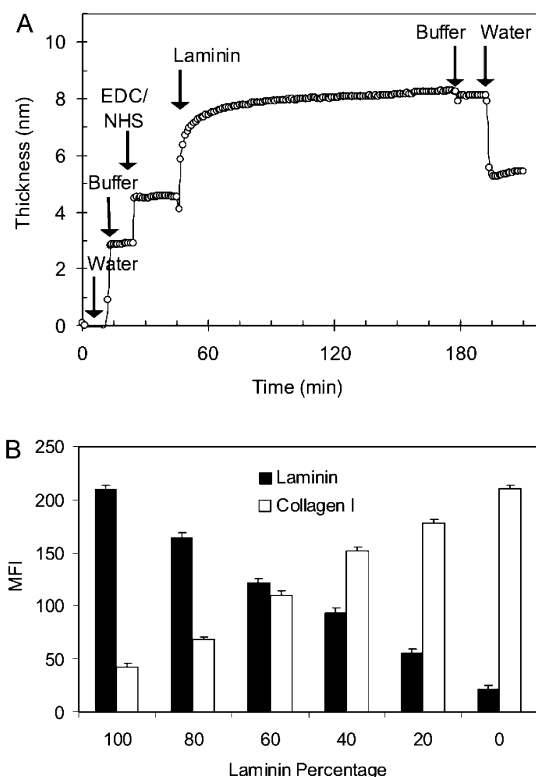 A
Buffer Water
Laminin
EDC/
NHS
Buffer
Water
Thickness (nm)
10
8
6
4
2
0
0 60 120 180
Time (min)
B
Laminin
Collagen I
MFI
250
200
150
100
50
0
100 80 60 40 20 0
Laminin Percentage